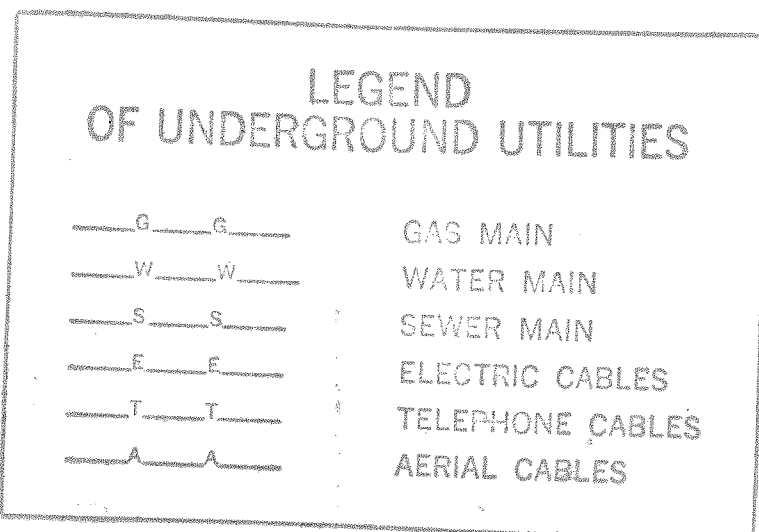 LEGEND
OF UNDERGROUND UTILITIES
G G GAS MAIN
W W WATER MAIN
S S SEWER MAIN
E E ELECTRIC CABLES
T T TELEPHONE CABLES
A A AERIAL CABLES